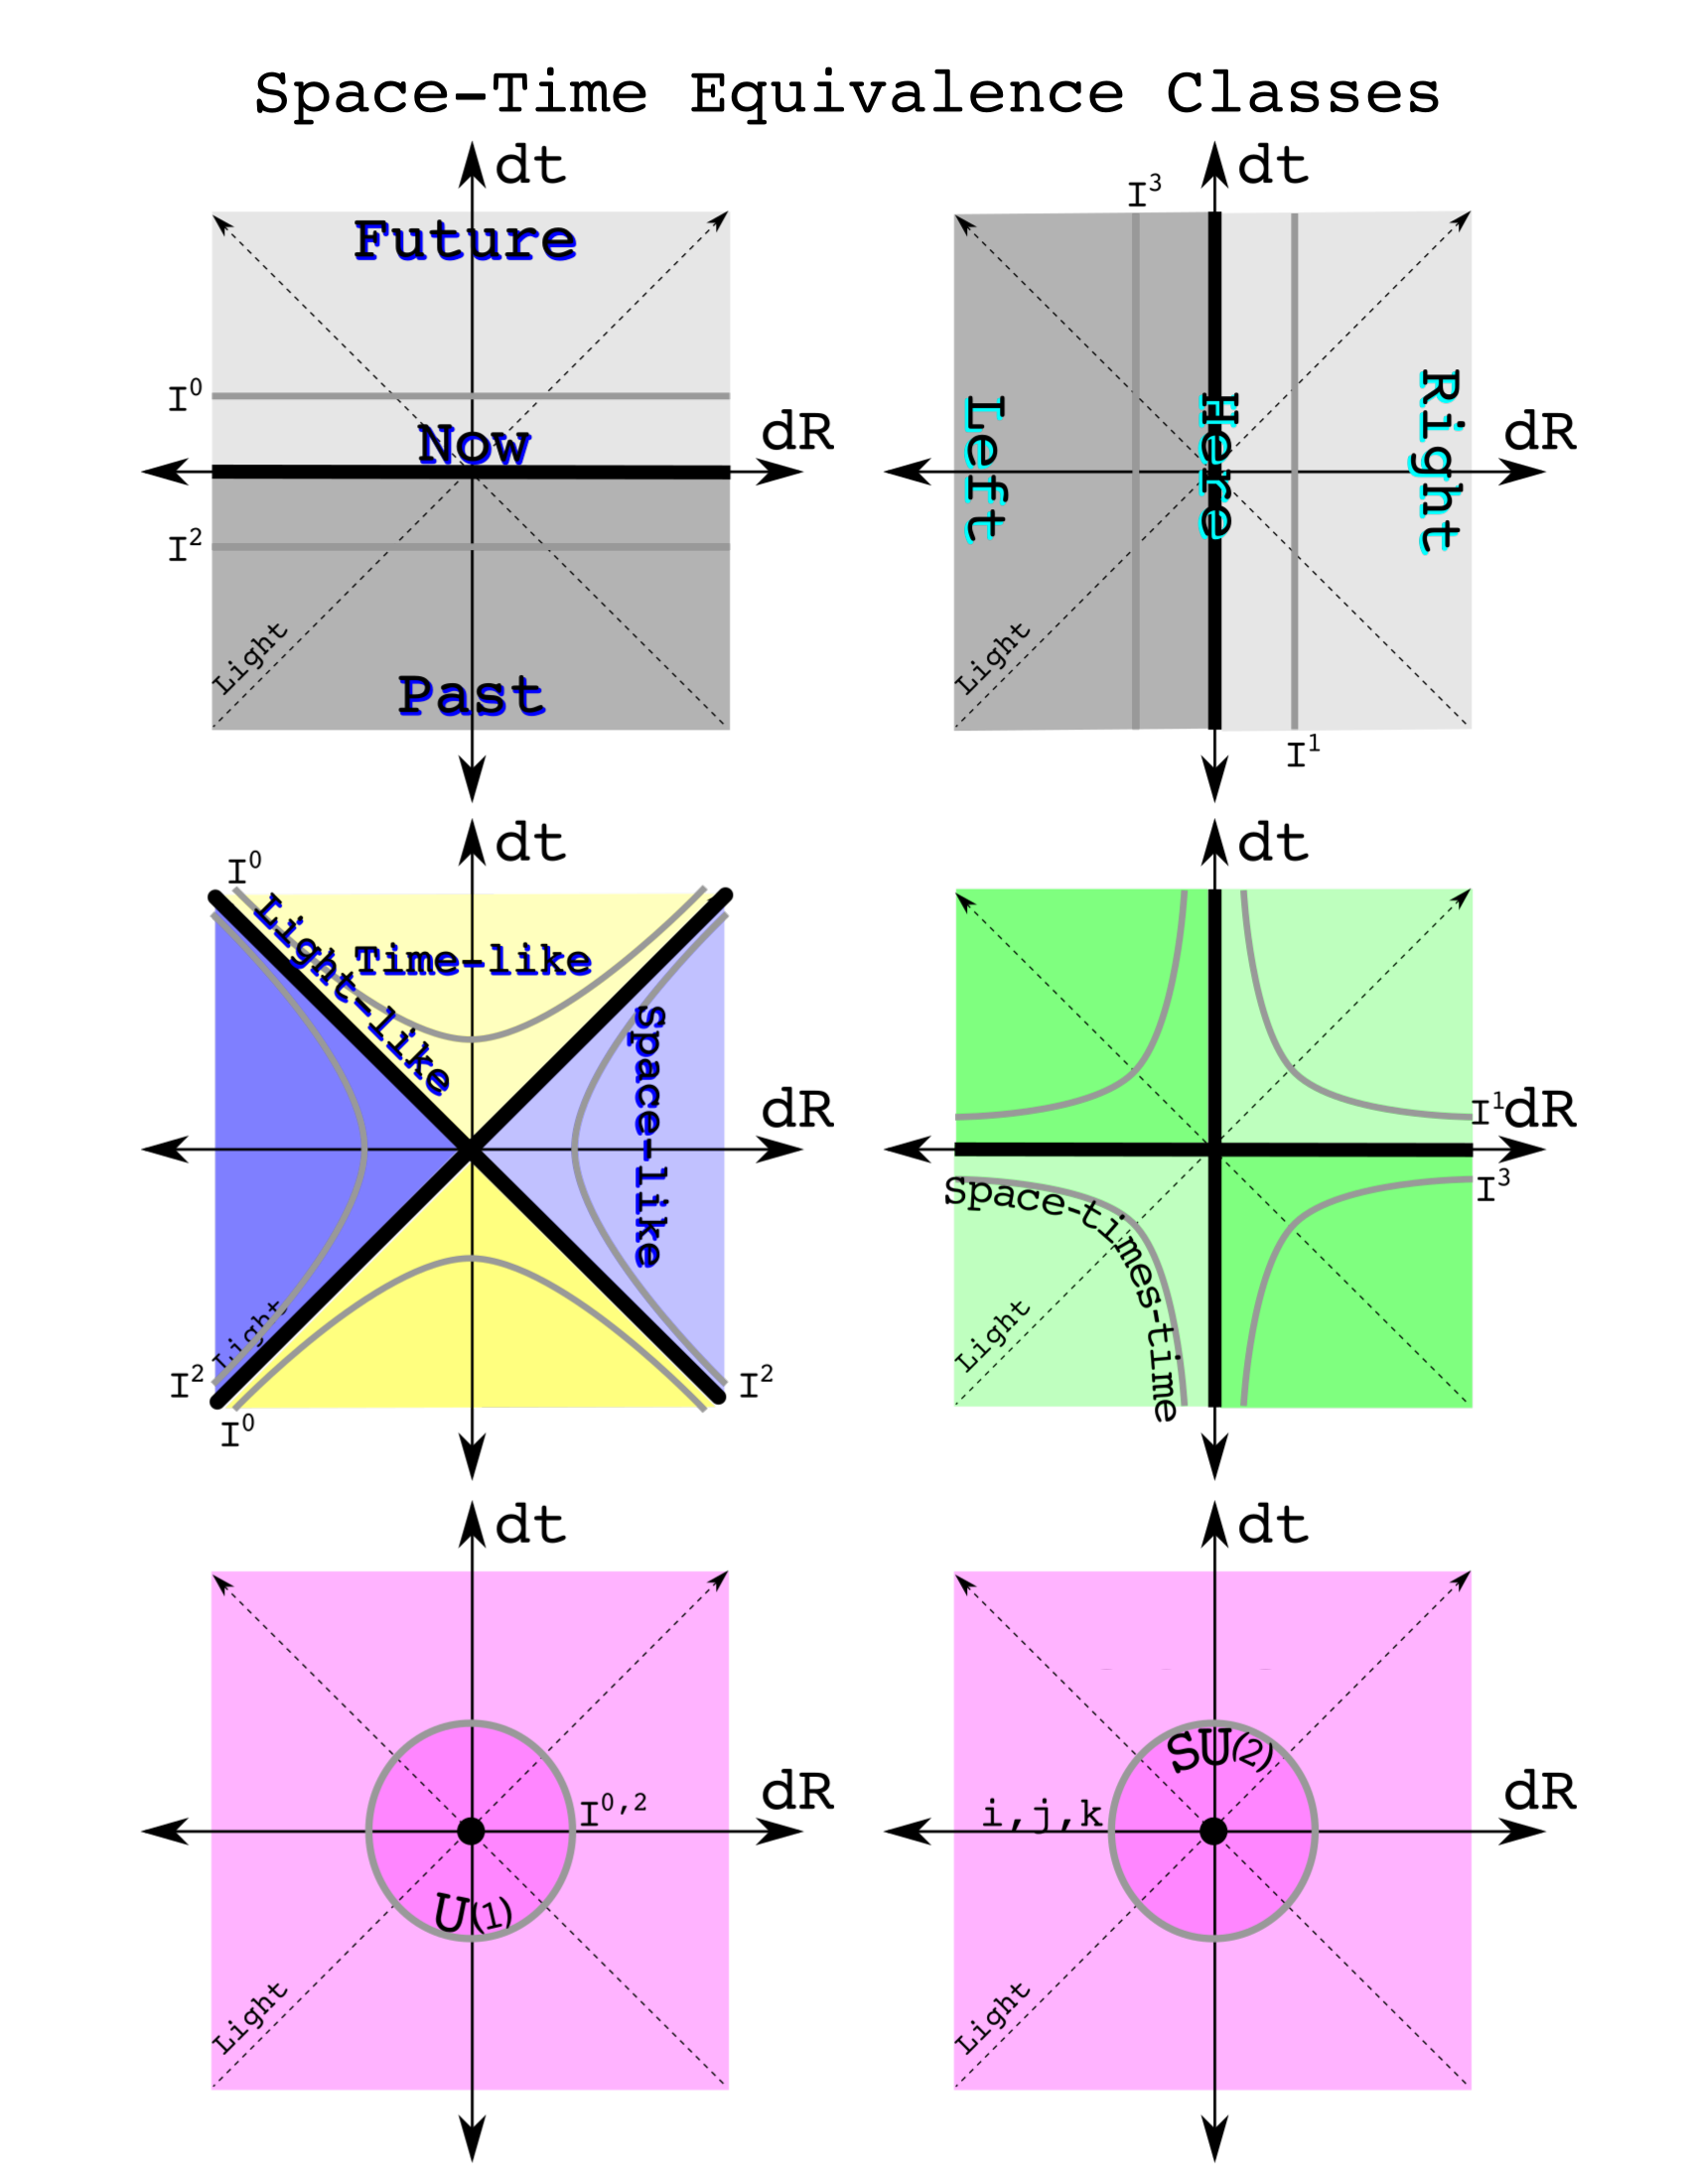 Space-Time Equivalence Classes
dt
Future
I⁰
Now
dR
I²
Light
Past
dt
I³
Left
Here
Right
dR
Light
I¹
dt
I⁰
Light-like
Time-like
Space-like
dR
Light
I²
I²
I⁰
dt
I¹
dR
I³
Space-times-time
Light
dt
dR
I⁰,²
U(1)
Light
dt
SU(2)
dR
i,j,k
Light